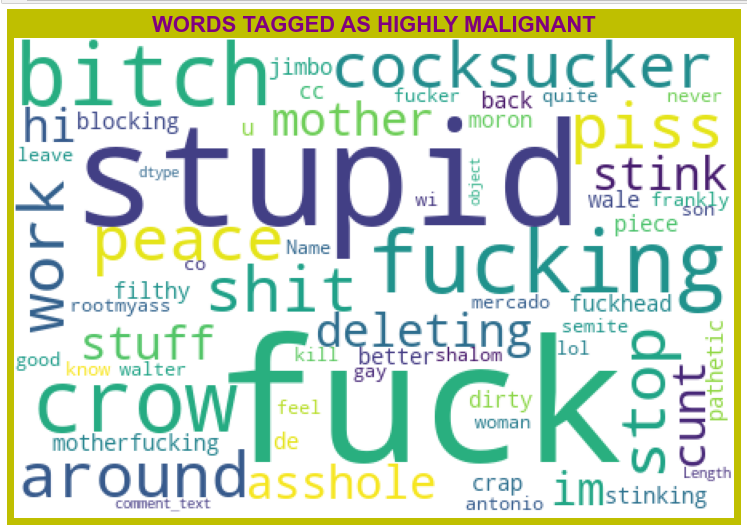 WORDS TAGGED AS HIGHLY MALIGNANT
bitch
jimbo
cocksucker
cc
fucker
back
quite
never
hi
blocking
u
mother
moron
piss
leave
stupid
dtype
object
stink
work
wi
wale
frankly
son
piece
peace
Name
co
fucking
filthy
shit
rootmyass
mercado
fuckhead
stuff
deleting
semite
lol
good
know
walter
kill
better
shalom
gay
stop
pathetic
crow
fuck
feel
dirty
woman
cunt
motherfucking
de
around
asshole
crap
antonio
im
stinking
Length
comment_text